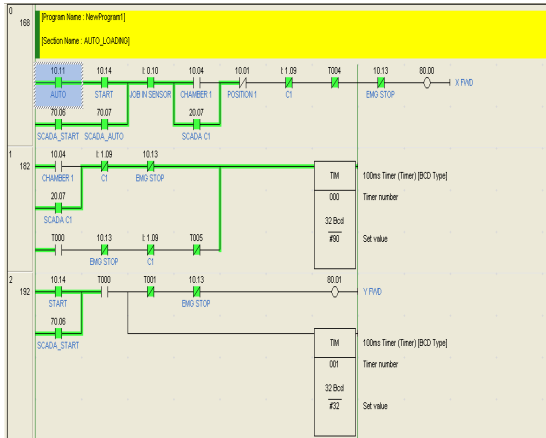 0
168
[Program Name : NewProgram1]
[Section Name : AUTO_LOADING]
10.11 10.14 I: 0.10 10.04 10.01 I: 1.09 T004 10.13 80.00 X FWD
AUTO START JOB IN SENSOR CHAMBER 1 POSITION 1 C1 EMG STOP
70.06 70.07 20.07
SCADA_START SCADA_AUTO SCADA C1
1
182
10.04 I: 1.09 10.13
CHAMBER 1 C1 EMG STOP
TIM 100ms Timer (Timer) [BCD Type]
20.07
000 Timer number
SCADA C1
32 Bcd
T000 10.13 I: 1.09 T005
#90 Set value
EMG STOP C1
2
192
10.14 T000 T001 10.13 80.01 Y FWD
START EMG STOP
70.06
SCADA_START
TIM 100ms Timer (Timer) [BCD Type]
001 Timer number
32 Bcd
#32 Set value